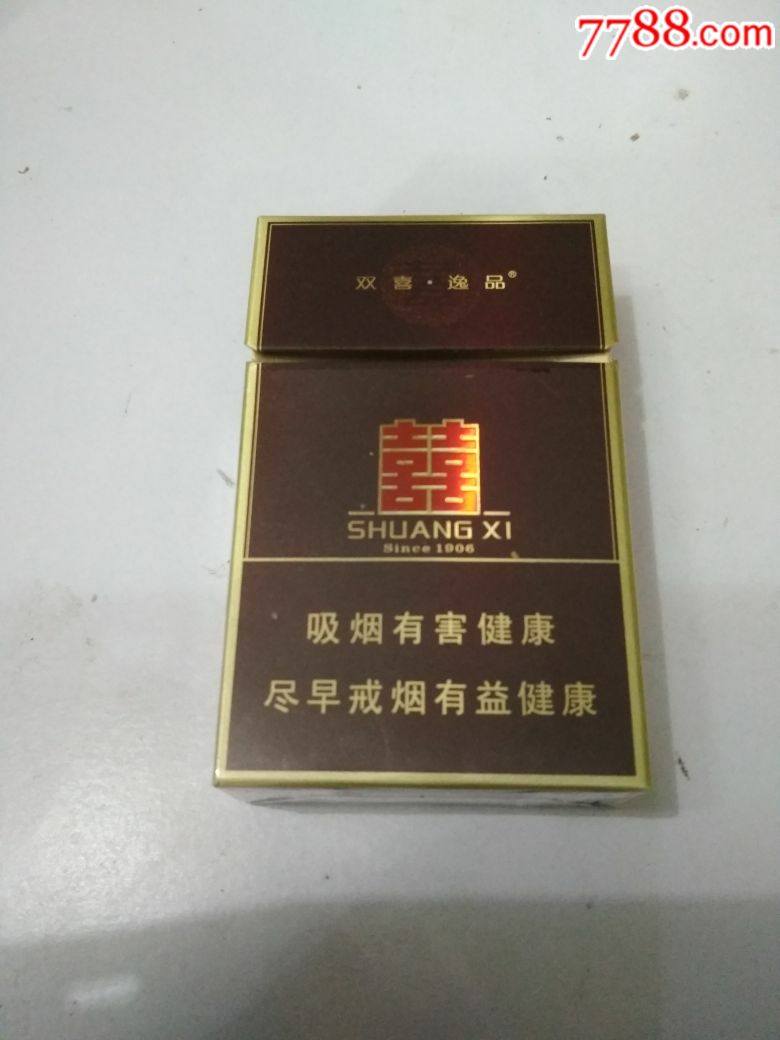 7788.com
双喜·逸品®
囍
SHUANG XI
Since 1906
吸烟有害健康
尽早戒烟有益健康